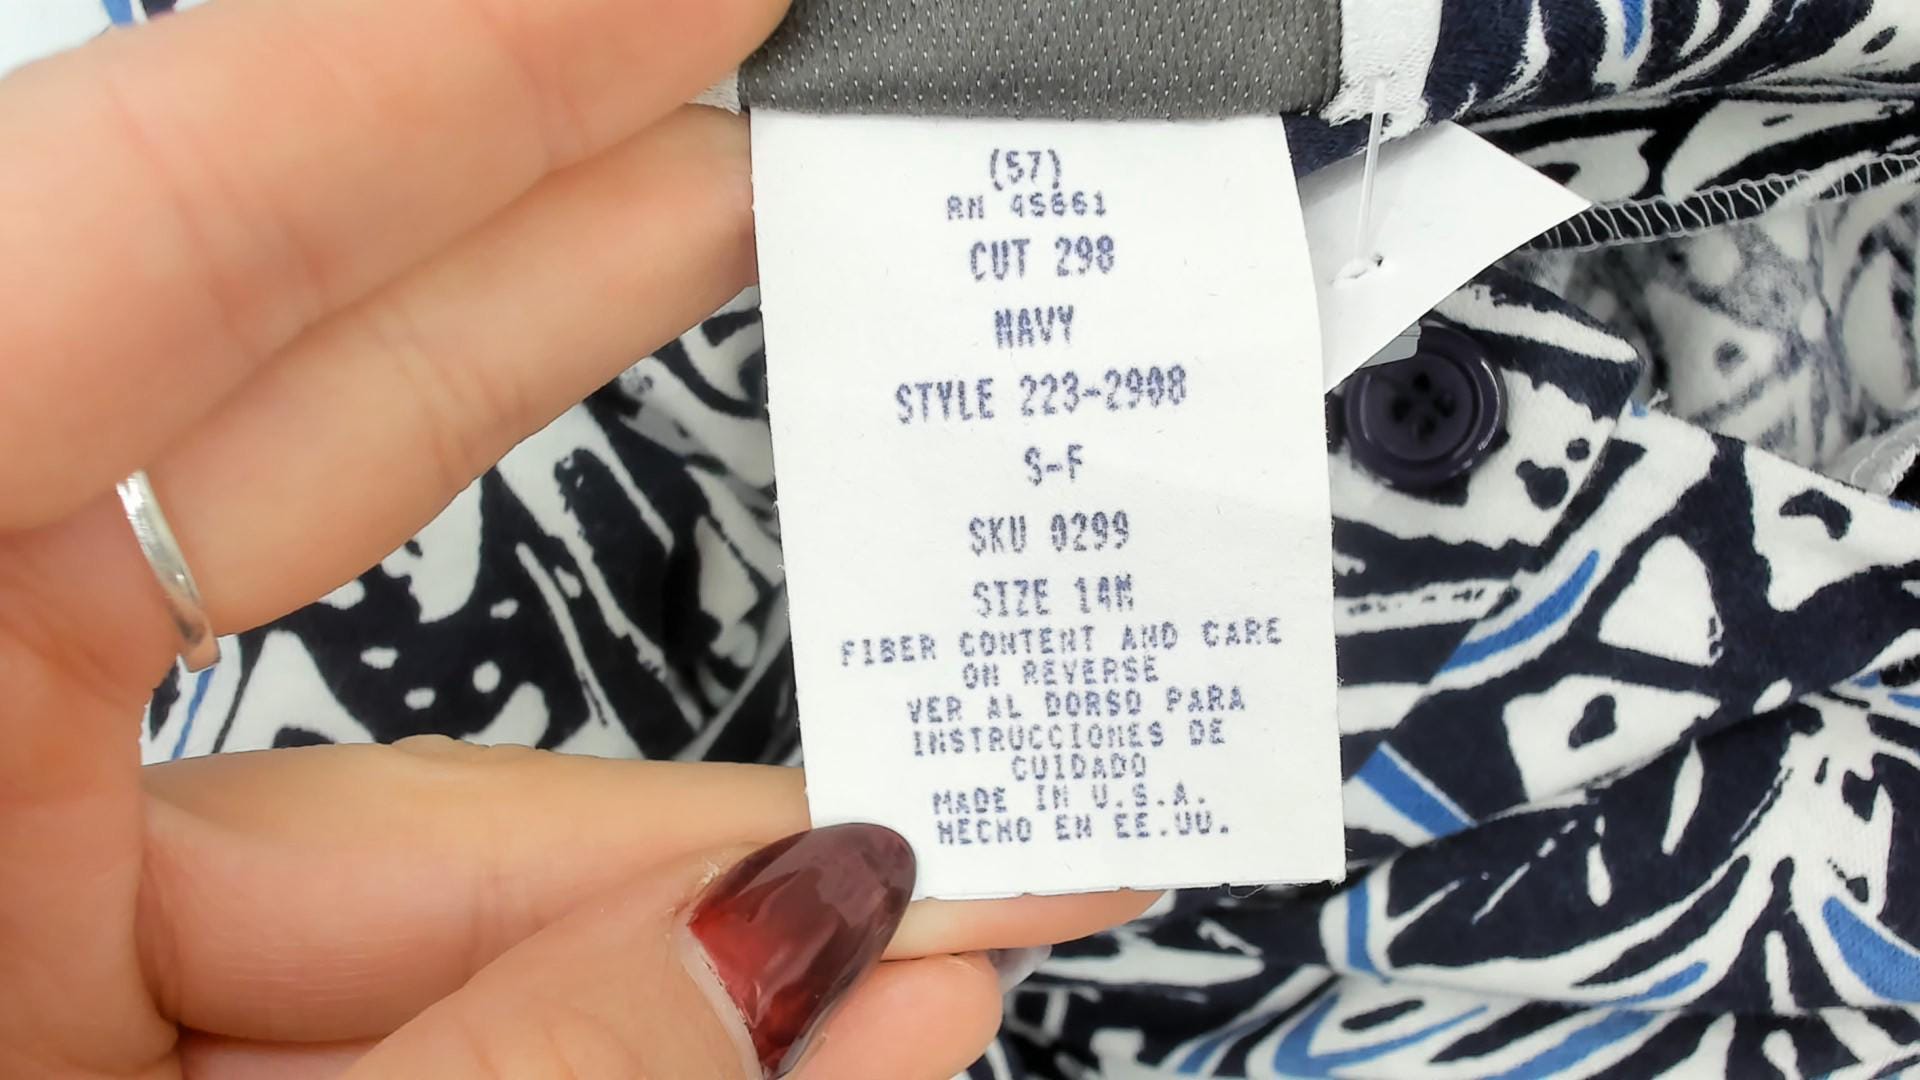 (57)
RN 45661
CUT 298
NAVY
STYLE 223-2908
S-F
SKU 0299
SIZE 14M
FIBER CONTENT AND CARE
ON REVERSE
VER AL DORSO PARA
INSTRUCCIONES DE
CUIDADO
MADE IN U.S.A.
HECHO EN EE.UU.